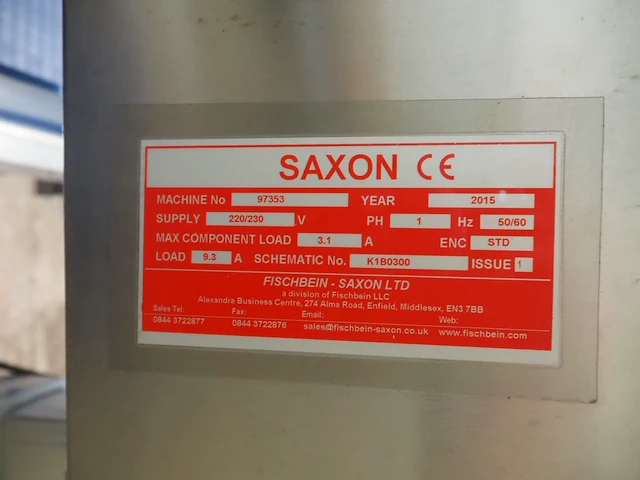 SAXON CE
MACHINE No 97353 YEAR 2015
SUPPLY 220/230 V PH 1 Hz 50/60
MAX COMPONENT LOAD 3.1 A ENC STD
LOAD 9.3 A SCHEMATIC No. K1B0300 ISSUE 1
FISCHBEIN - SAXON LTD
a division of Fischbein LLC
Alexandra Business Centre, 274 Alma Road, Enfield, Middlesex, EN3 7BB
Sales Tel: Fax: Email: Web:
0844 3722877 0844 3722876 sales@fischbein-saxon.co.uk www.fischbein.com